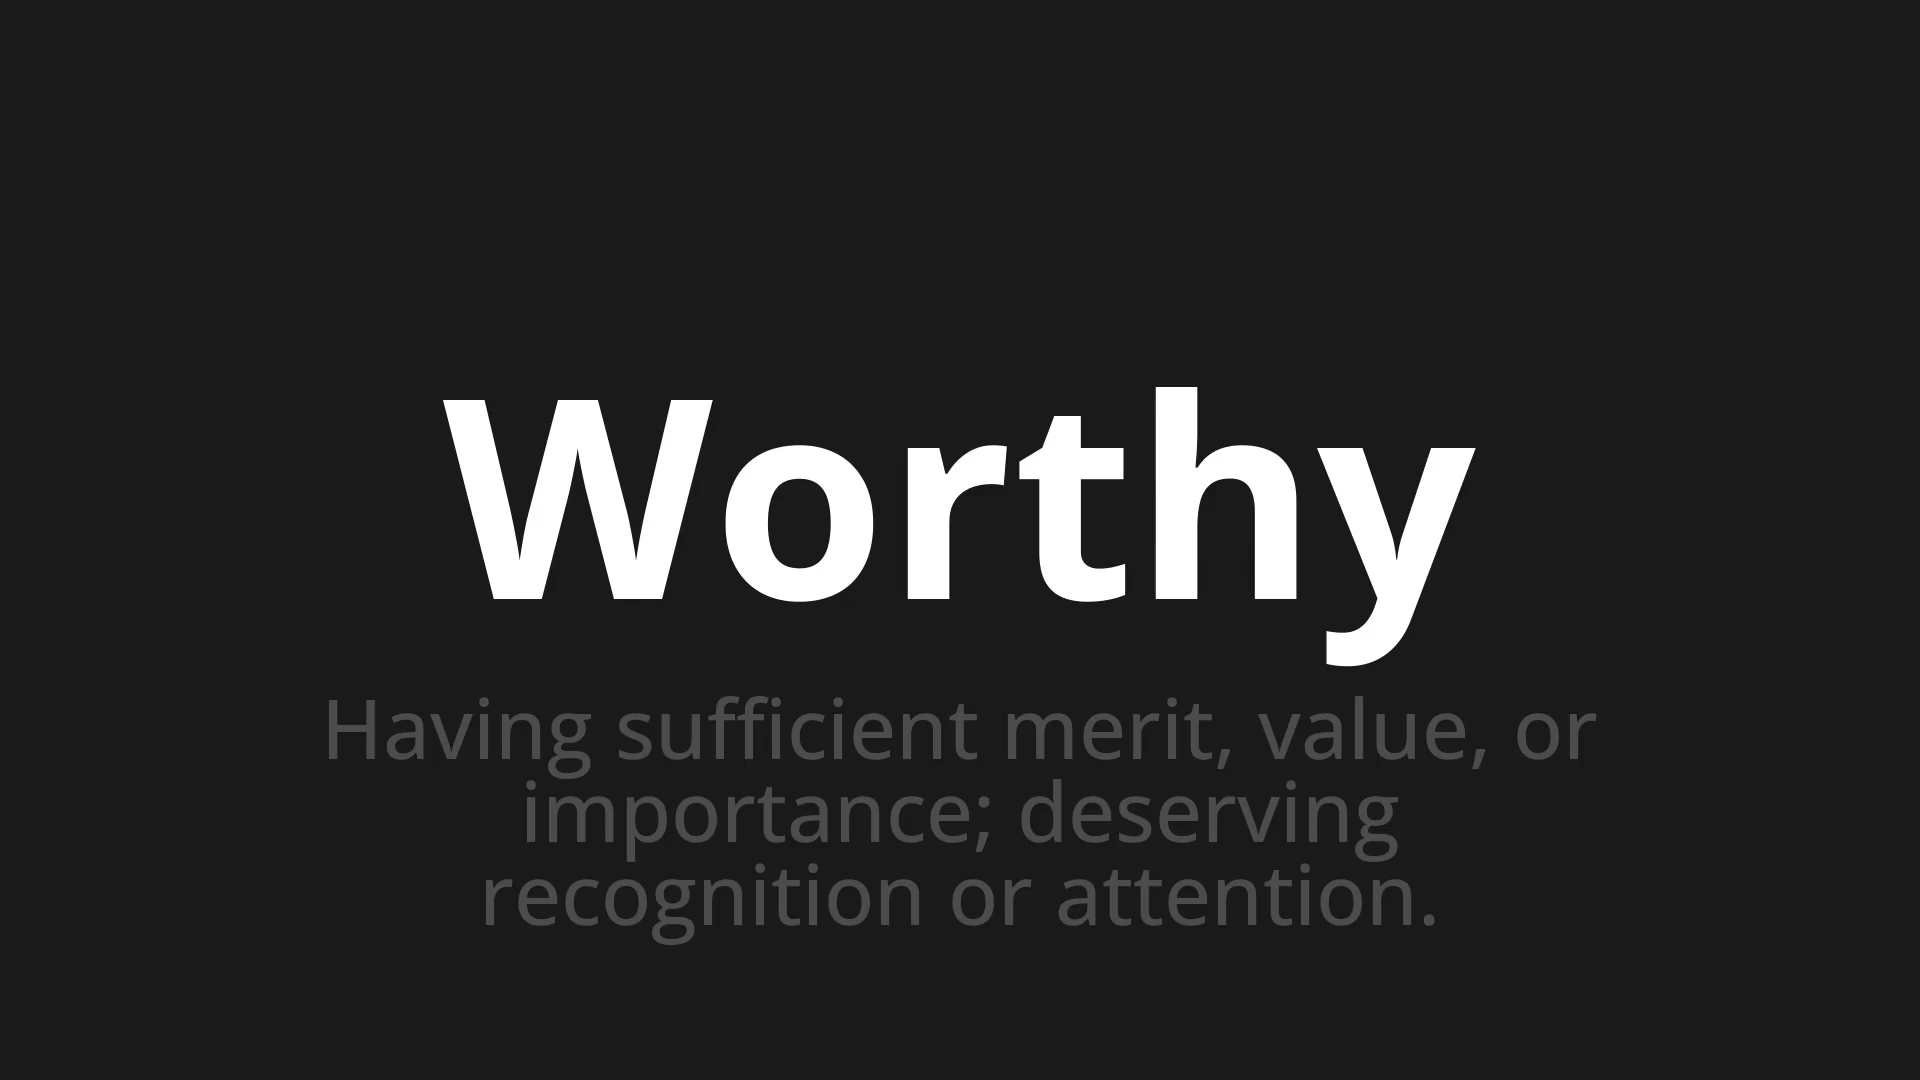 Worthy
Having sufficient merit, value, or
importance; deserving
recognition or attention.